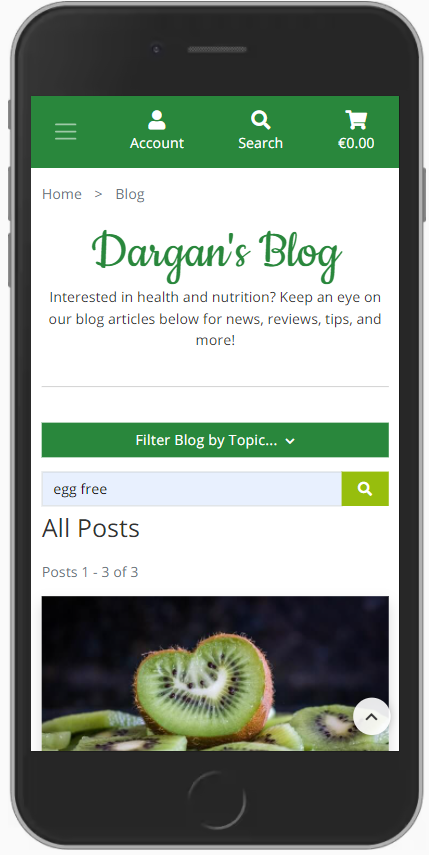 Account Search €0.00
Home > Blog
Dargan's Blog
Interested in health and nutrition? Keep an eye on
our blog articles below for news, reviews, tips, and
more!
Filter Blog by Topic...
egg free
All Posts
Posts 1 - 3 of 3